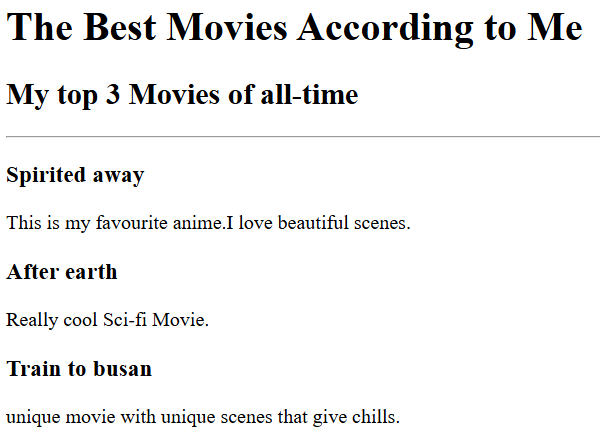 The Best Movies According to Me
My top 3 Movies of all-time
Spirited away
This is my favourite anime.I love beautiful scenes.
After earth
Really cool Sci-fi Movie.
Train to busan
unique movie with unique scenes that give chills.